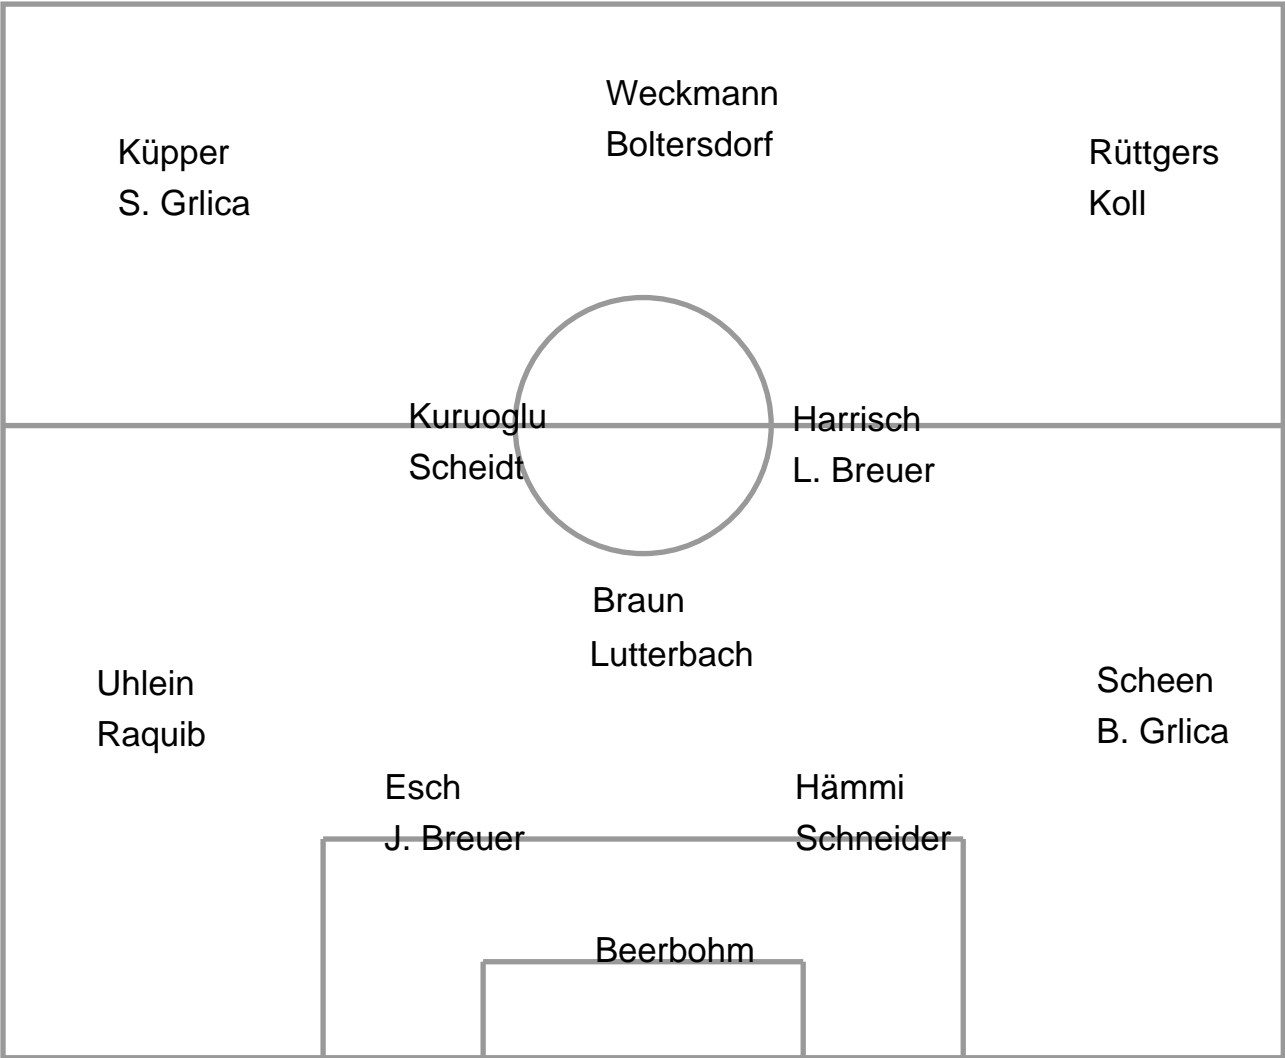 Weckmann
Boltersdorf
Küpper
S. Grlica
Rüttgers
Koll
Kuruoglu
Scheidt
Harrisch
L. Breuer
Braun
Lutterbach
Uhlein
Raquib
Scheen
B. Grlica
Esch
J. Breuer
Hämmi
Schneider
Beerbohm